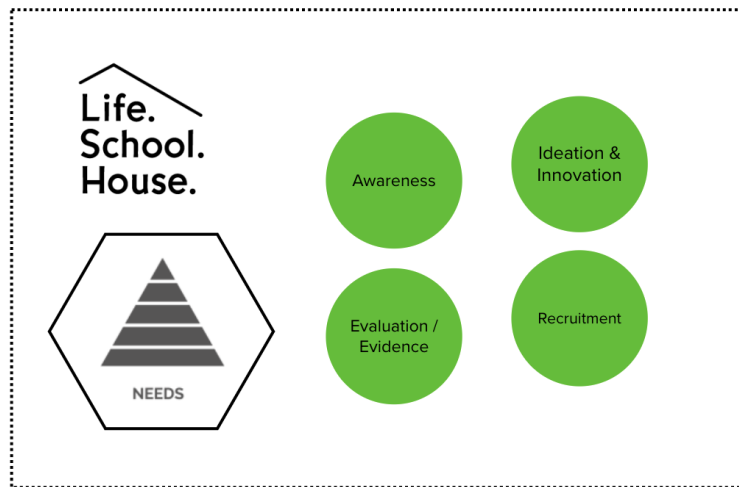 Life.
School.
House.
NEEDS
Awareness
Ideation &
Innovation
Evaluation /
Evidence
Recruitment